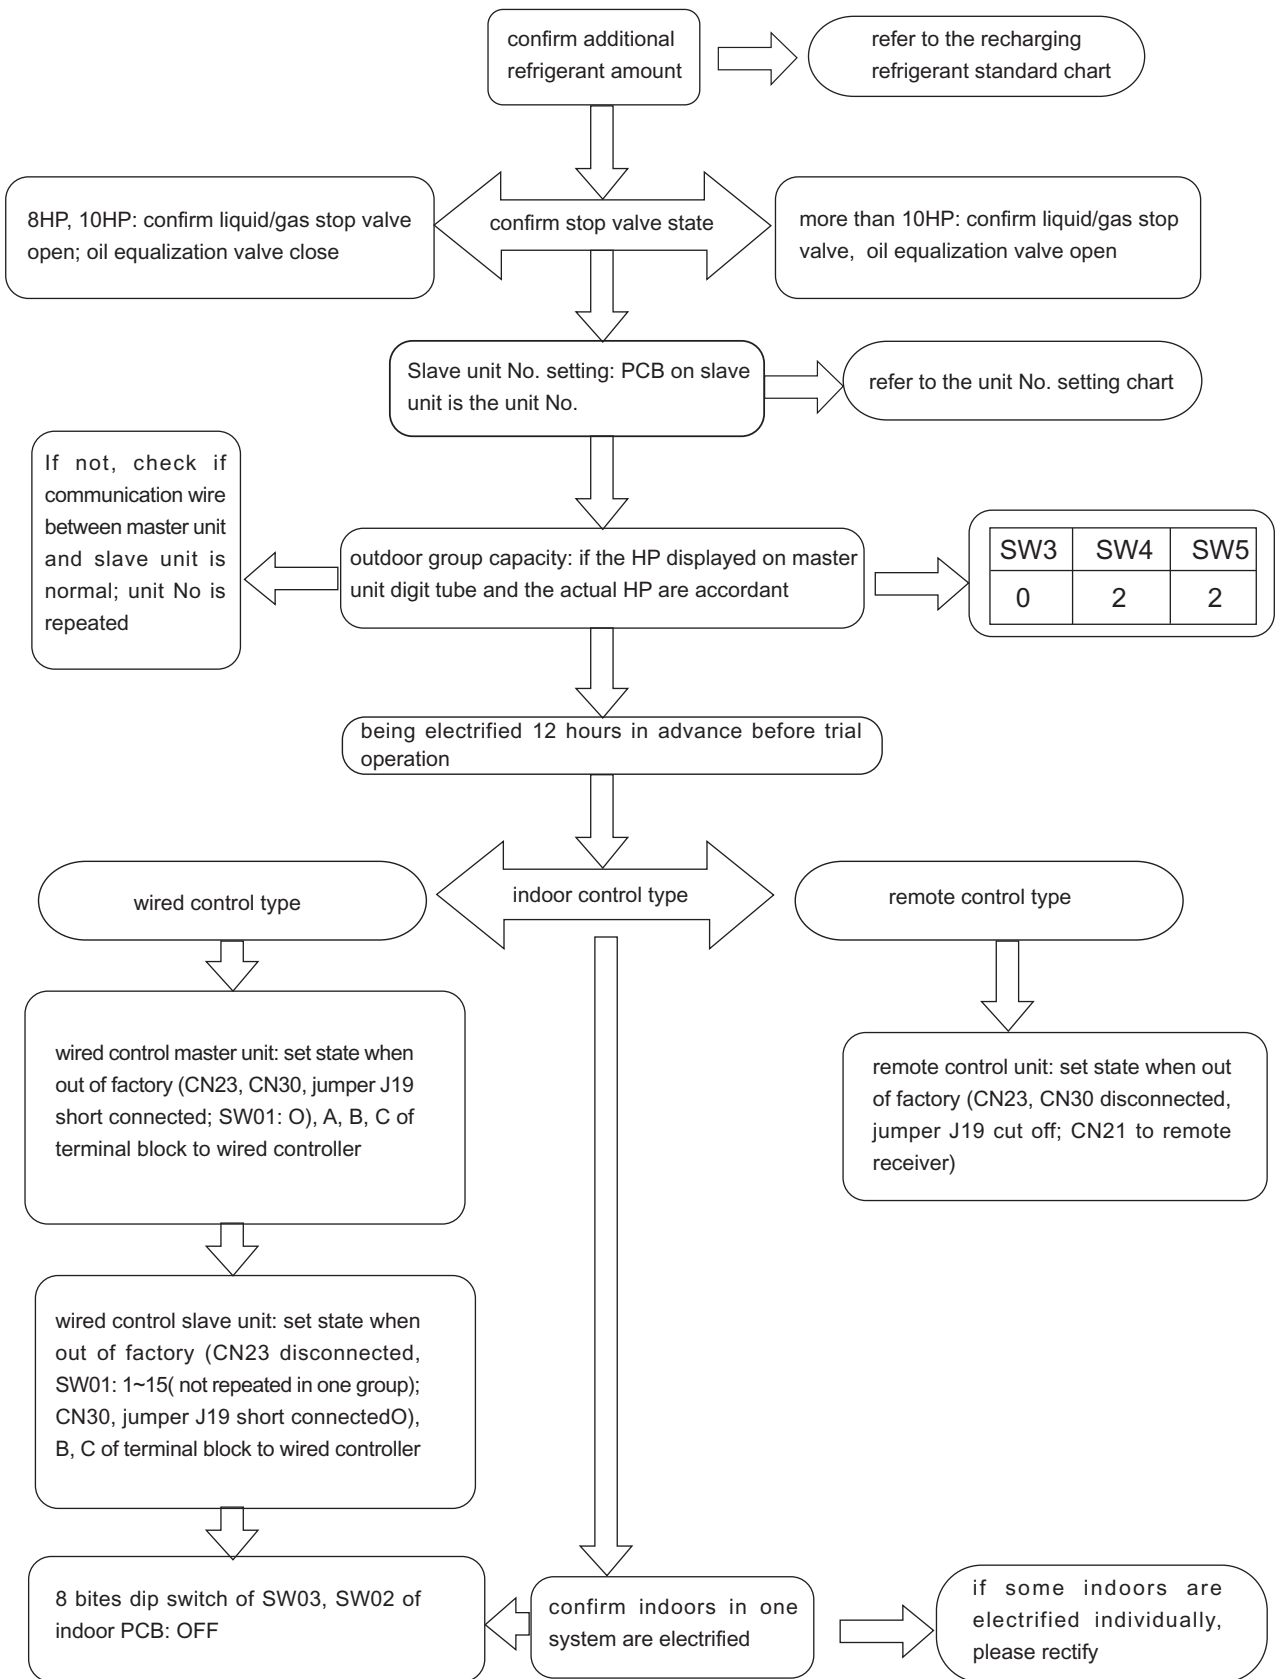 confirm additional
refrigerant amount
refer to the recharging
refrigerant standard chart
8HP, 10HP: confirm liquid/gas stop valve
open; oil equalization valve close
confirm stop valve state
more than 10HP: confirm liquid/gas stop
valve, oil equalization valve open
Slave unit No. setting: PCB on slave
unit is the unit No.
refer to the unit No. setting chart
If not, check if
communication wire
between master unit
and slave unit is
normal; unit No is
repeated
outdoor group capacity: if the HP displayed on master
unit digit tube and the actual HP are accordant
SW3 SW4 SW5
0 2 2
being electrified 12 hours in advance before trial
operation
wired control type
indoor control type
remote control type
wired control master unit: set state when
out of factory (CN23, CN30, jumper J19
short connected; SW01: O), A, B, C of
terminal block to wired controller
remote control unit: set state when out
of factory (CN23, CN30 disconnected,
jumper J19 cut off; CN21 to remote
receiver)
wired control slave unit: set state when
out of factory (CN23 disconnected,
SW01: 1~15( not repeated in one group);
CN30, jumper J19 short connectedO),
B, C of terminal block to wired controller
8 bites dip switch of SW03, SW02 of
indoor PCB: OFF
confirm indoors in one
system are electrified
if some indoors are
electrified individually,
please rectify